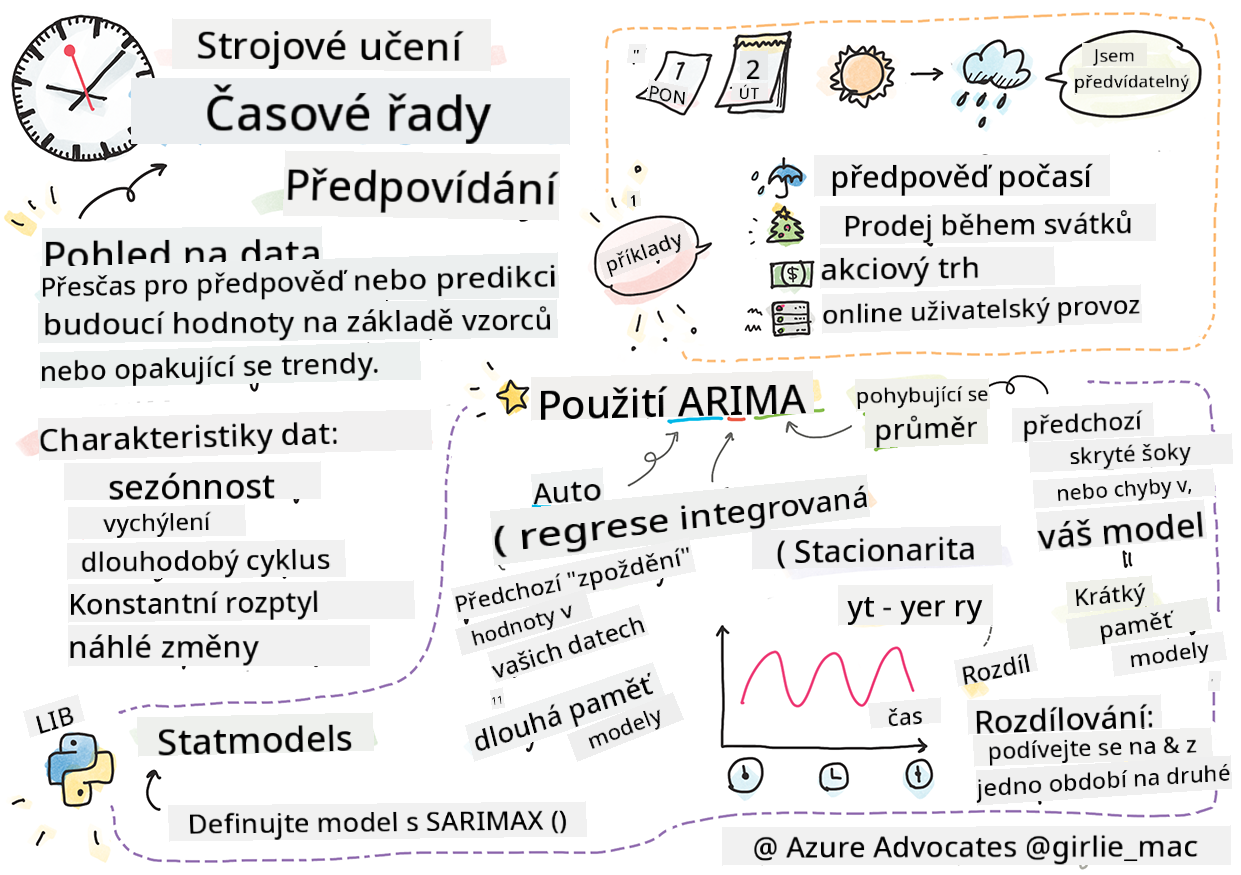 Strojové učení
Časové řady
Předpovídání
Pohled na data
Přesčas pro předpověď nebo predikci
budoucí hodnoty na základě vzorců
nebo opakující se trendy.
Charakteristiky dat:
sezónnost
vychýlení
dlouhodobý cyklus
Konstantní rozptyl
náhlé změny
"
1
PON
2
ÚT
Jsem
předvídatelný
1
příklady
předpověď počasí
Prodej během svátků
akciový trh
online uživatelský provoz
Použití ARIMA
pohybující se
průměr
předchozí
skryté šoky
nebo chyby v,
váš model
Krátký
paměť
modely
Auto
( regrese integrovaná
Předchozí "zpoždění"
hodnoty v
vašich datech
11
dlouhá paměť
modely
( Stacionarita
yt - yer ry
Rozdíl
čas
Rozdílování:
podívejte se na & z
jedno období na druhé
LIB
Statmodels
Definujte model s SARIMAX ()
@ Azure Advocates @girlie_mac